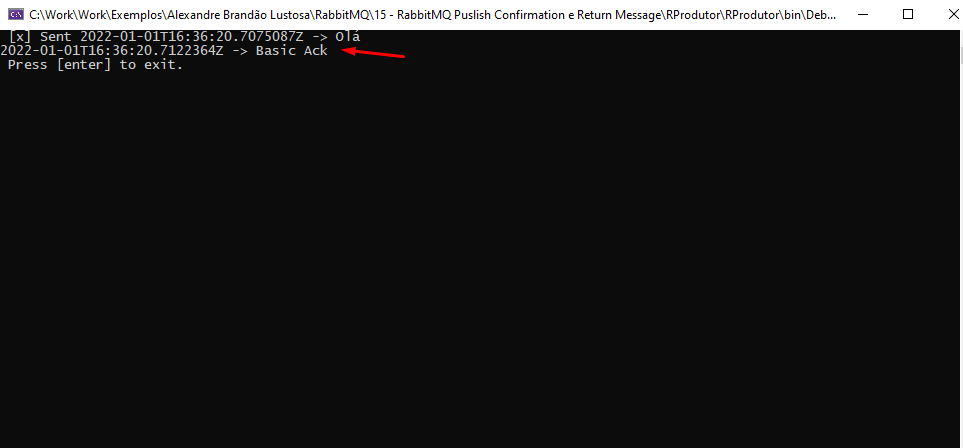 C:\Work\Work\Exemplos\Alexandre Brandão Lustosa\RabbitMQ\15 - RabbitMQ Puslish Confirmation e Return Message\RProdutor\RProdutor\bin\Deb...
[x] Sent 2022-01-01T16:36:20.7075087Z -> Olá
2022-01-01T16:36:20.7122364Z -> Basic Ack
Press [enter] to exit.